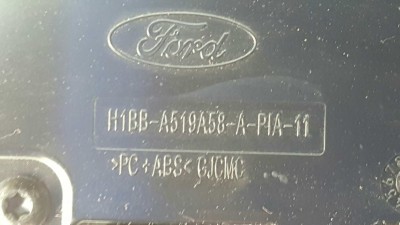 Ford
H1BB-A519A58-A-PIA-11
>PC+ABS< GJCMC